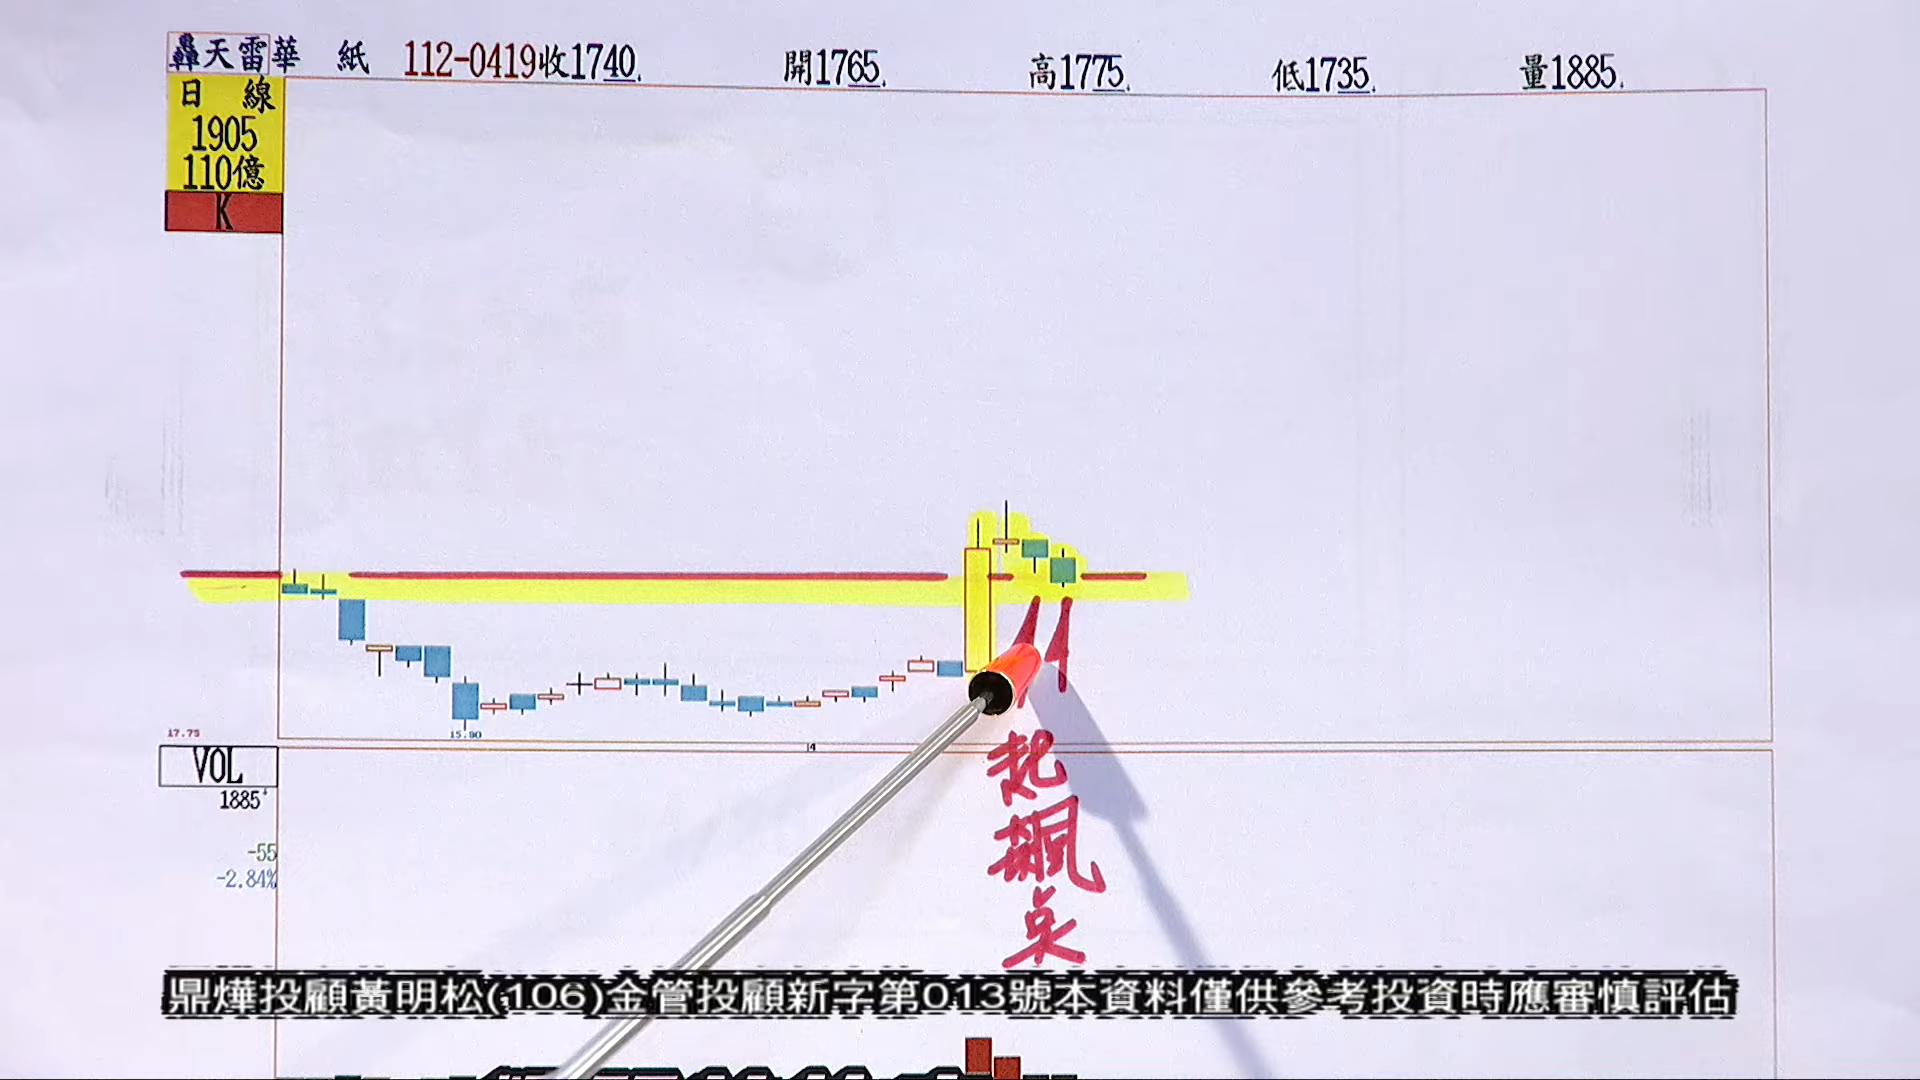 轟天雷華 紙 112-0419收1740. 開1765. 高1775. 低1735. 量1885.
日 線
1905
110億
K
17.75
15.90
14
VOL
1885
-55
-2.84%
起飆点
鼎燁投顧黃明松(106)金管投顧新字第013號本資料僅供參考投資時應審慎評估